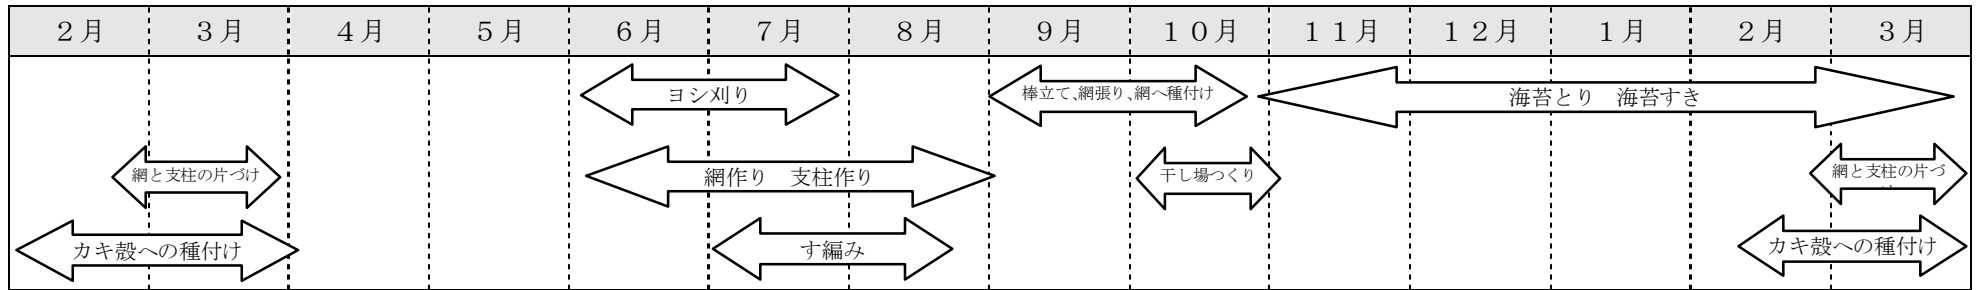 2月 3月 4月 5月 6月 7月 8月 9月 10月 11月 12月 1月 2月 3月
ヨシ刈り
棒立て、網張り、網へ種付け
海苔とり 海苔すき
網と支柱の片づけ
網作り 支柱作り
干し場つくり
網と支柱の片づ
カキ殻への種付け
す編み
カキ殻への種付け